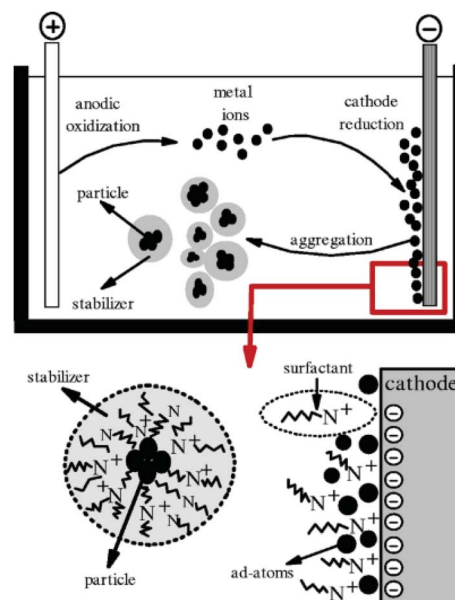 +
−
anodic
oxidization
metal
ions
cathode
reduction
particle
aggregation
stabilizer
surfactant
stabilizer
cathode
N+
N
N
N+
N
N+
N+
N+
N+
N
N+
N
N+
N+
N+
N+
N+
−
−
−
−
−
−
−
−
−
ad-atoms
particle